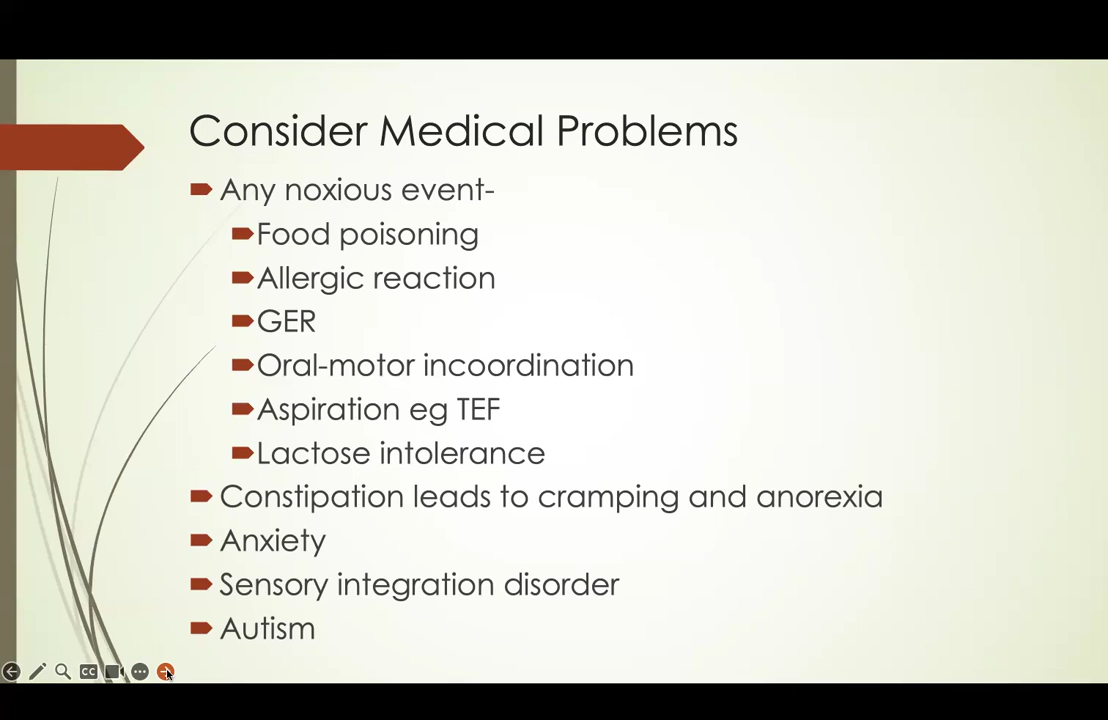 Consider Medical Problems
Any noxious event-
Food poisoning
Allergic reaction
GER
Oral-motor incoordination
Aspiration eg TEF
Lactose intolerance
Constipation leads to cramping and anorexia
Anxiety
Sensory integration disorder
Autism
CC